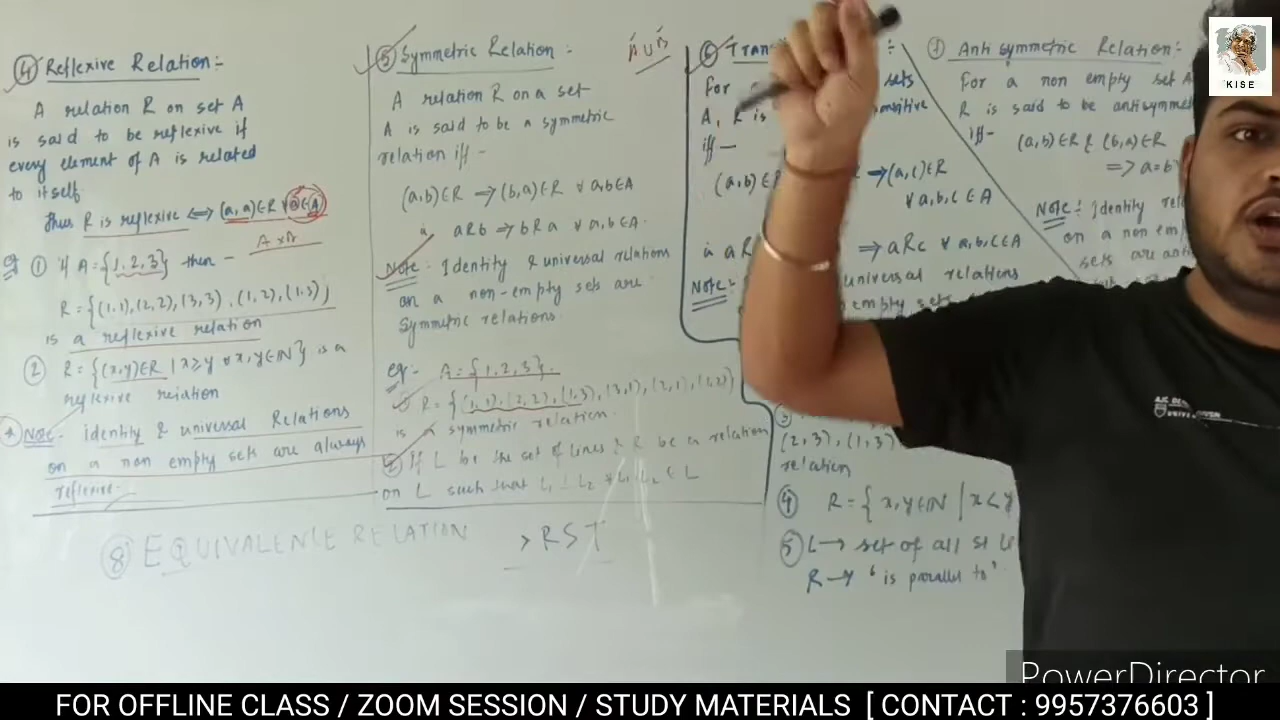 ④ Reflexive Relation :-
A relation R on set A
is said to be reflexive if
every element of A is related
to itself
thus R is reflexive ⟺ (a, a) ∈ R ∀ a ∈ A
A × A
eg ① if A = {1, 2, 3} then -
R = {(1,1), (2,2), (3,3), (1,2), (1,3)}
is a reflexive relation
② R = {(x,y) ∈ R | x ≥ y ∀ x, y ∈ N} is a
reflexive relation
Note - identity & universal Relations
on a non empty sets are always
reflexive -
⑤ Symmetric Relation :-
A relation R on a set
A is said to be a symmetric
relation iff -
(a,b) ∈ R ⟹ (b,a) ∈ R ∀ a,b ∈ A
aRb ⟹ bRa ∀ a,b ∈ A.
Note : Identity & universal relations
on a non-empty sets are
symmetric relations.
eg - A = {1, 2, 3}.
R = {(1,1), (2,2), (1,3), (3,1), (2,1), (1,2)}
is a symmetric relation.
If L be the set of lines & R be a relation
on L such that L₁ ⊥ L₂ ∀ L₁ L₂ ∈ L
⑥
For sets
A, R is
iff —
(a,b) ∈ R → (a,c) ∈ R
∀ a,b,c ∈ A
⟹ aRc ∀ a,b,c ∈ A
Note : universal relations
(2,3), (1,3)
relation
④ R = { x, y ∈ N | x < y
⑤ L → set of all
R → ' is parallel to '
Anti symmetric Relation :-
For a non empty set A
R is said to be antisymmet
iff -
(a,b) ∈ R & (b,a) ∈ R
=> a = b
Note : Identity rel
on a non em
sets are anti
⑧ EQUIVALENCE RELATION > RST
KISE
PowerDirector
FOR OFFLINE CLASS / ZOOM SESSION / STUDY MATERIALS [ CONTACT : 9957376603 ]